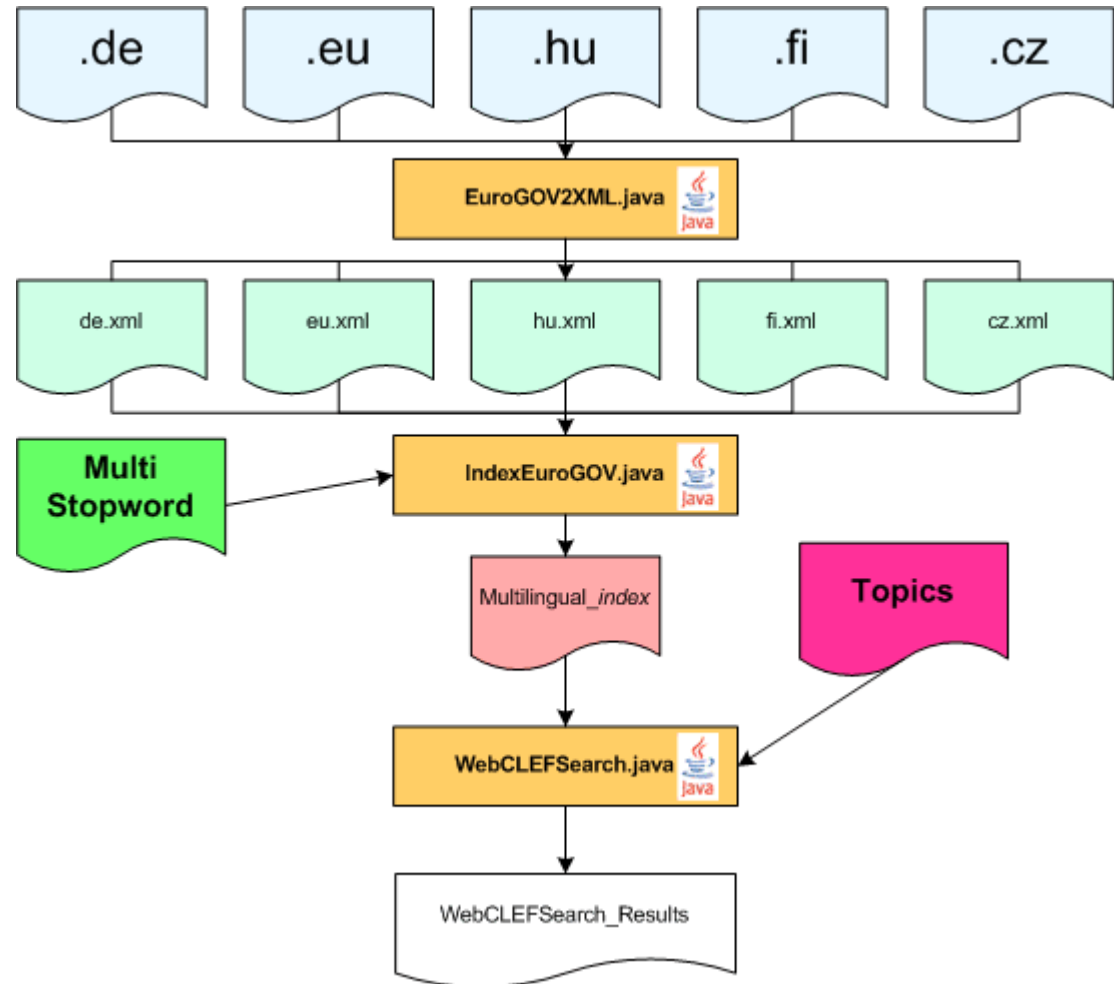 .de
.eu
.hu
.fi
.cz
EuroGOV2XML.java
Java
de.xml
eu.xml
hu.xml
fi.xml
cz.xml
Multi
Stopword
IndexEuroGOV.java
Java
Multilingual_index
Topics
WebCLEFSearch.java
Java
WebCLEFSearch_Results